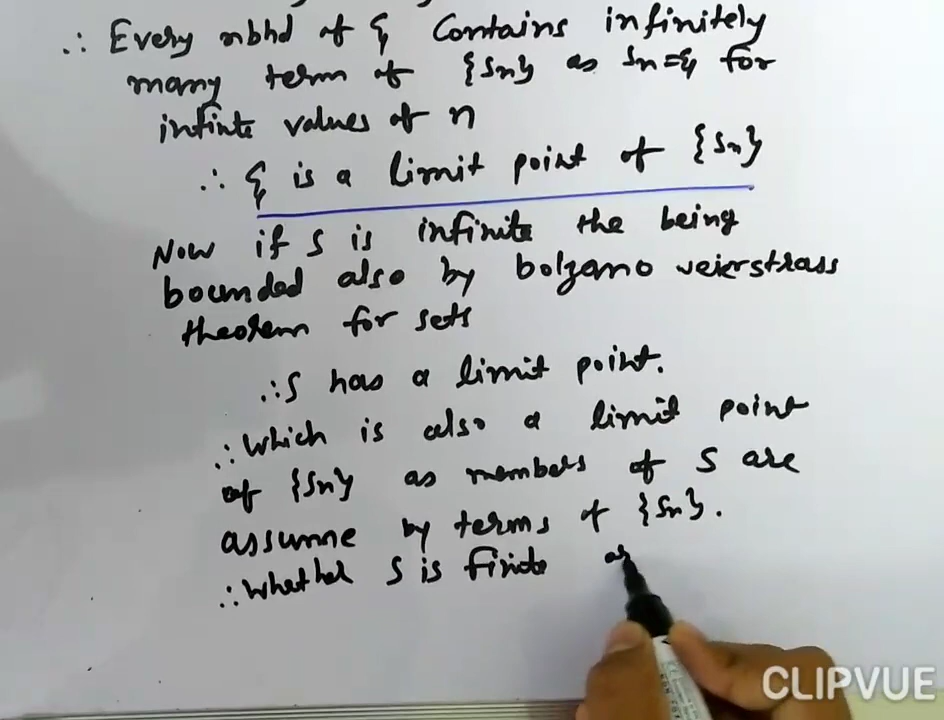 ∴ Every nbhd of ξ Contains infinitely
many term of {Sn} as Sn=ξ for
infinte values of n
∴ ξ is a limit point of {Sn}
Now if S is infinite the being
bounded also by bolzano veierstrass
theorem for sets
∴ S has a limit point.
∴ Which is also a limit point
of {Sn} as members of S are
assume by terms of {Sn}.
∴ Whether S is finite
CLIPVUE